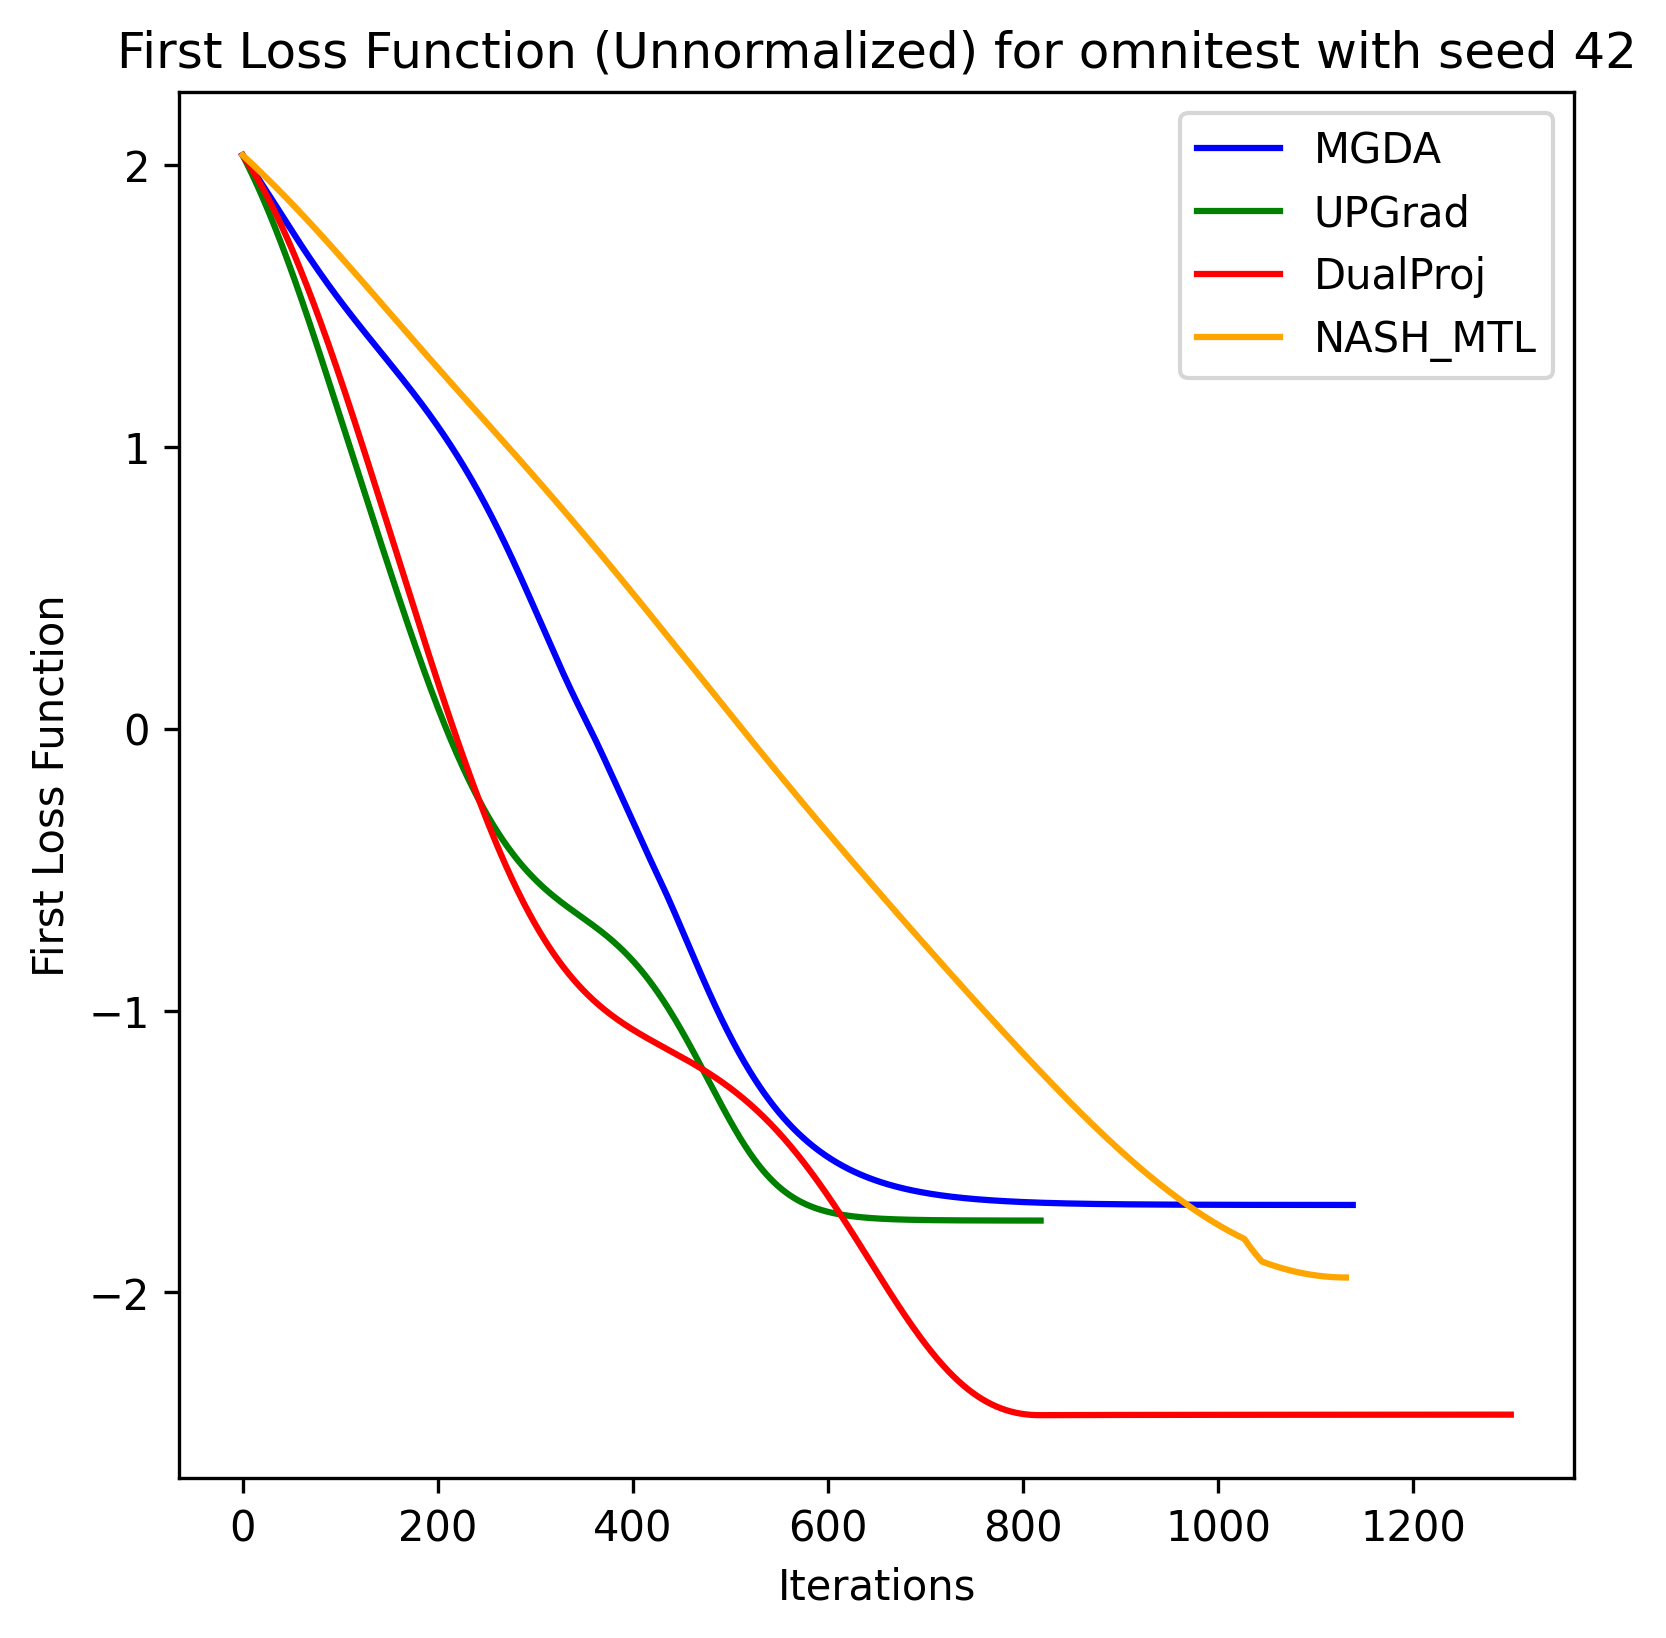 First Loss Function (Unnormalized) for omnitest with seed 42
MGDA
UPGrad
DualProj
NASH_MTL
First Loss Function
2
1
0
−1
−2
0 200 400 600 800 1000 1200
Iterations